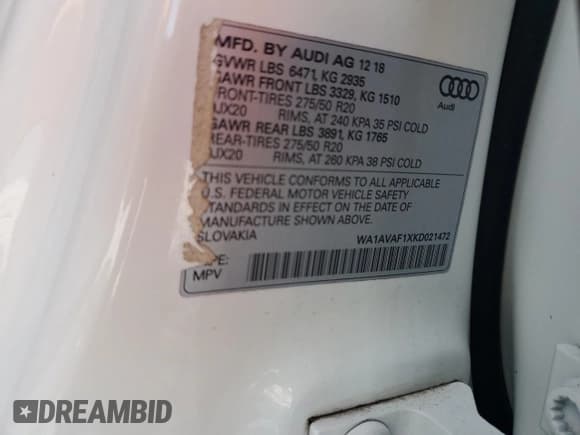 MFD. BY AUDI AG 12 18
GVWR LBS 6471, KG 2935
GAWR FRONT LBS 3329, KG 1510
FRONT-TIRES 275/50 R20
RIMS, AT 240 KPA 35 PSI COLD
GAWR REAR LBS 3891, KG 1765
REAR-TIRES 275/50 R20
RIMS, AT 260 KPA 38 PSI COLD
Audi
THIS VEHICLE CONFORMS TO ALL APPLICABLE
U.S. FEDERAL MOTOR VEHICLE SAFETY
STANDARDS IN EFFECT ON THE DATE OF
MANUFACTURE SHOWN ABOVE.
SLOVAKIA
WA1AVAF1XKD021472
MPV
DREAMBID